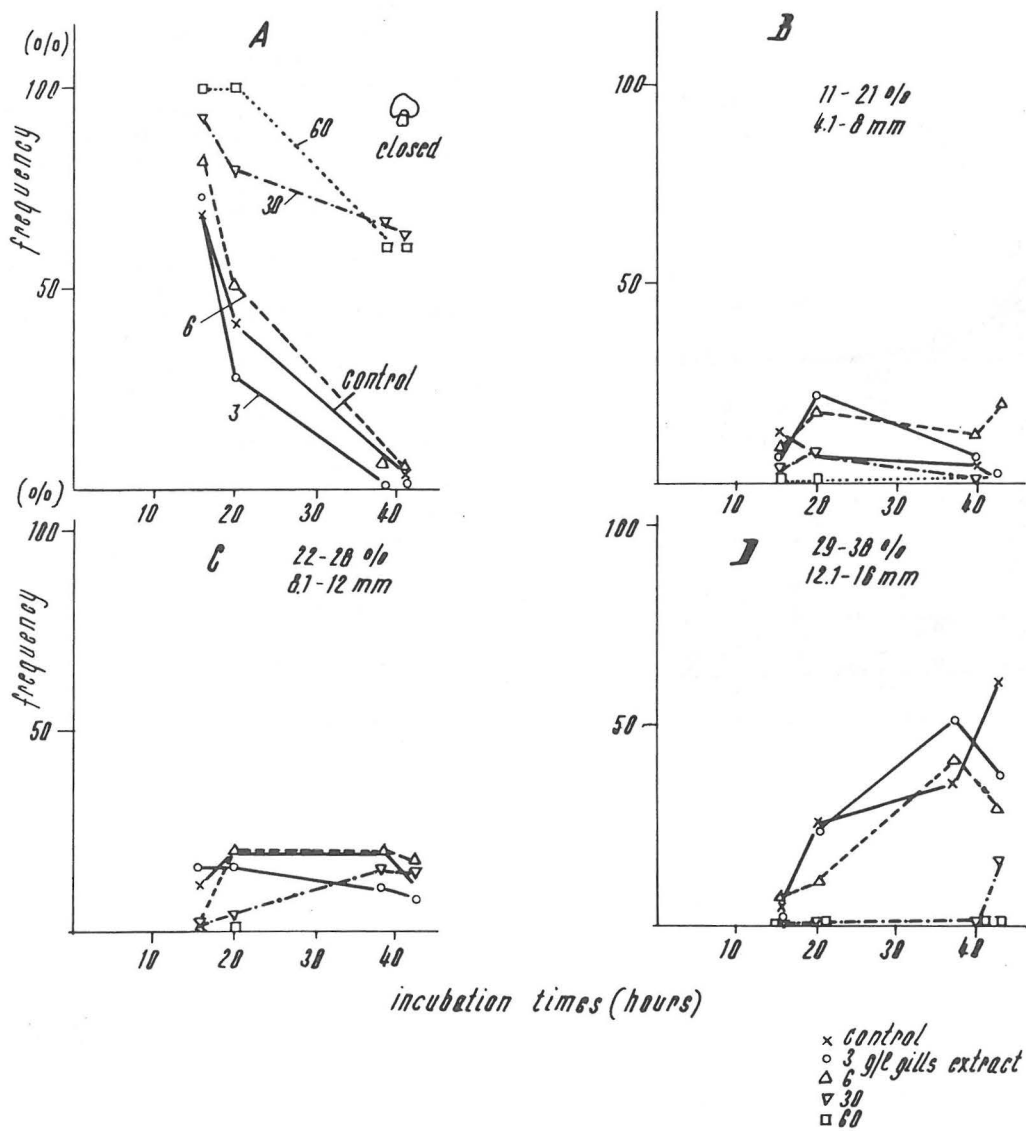 (o/o)
A
100
60
closed
30
50
6
control
3
frequency
10
20
30
40
B
100
11-21 o/o
4.1-8 mm
50
10
20
30
40
(o/o)
C
100
22-28 o/o
8.1-12 mm
50
frequency
10
20
30
40
D
100
29-38 o/o
12.1-16 mm
50
10
20
30
40
incubation times (hours)
× control
○ 3 g/l gills extract
△ 6
▽ 30
□ 60